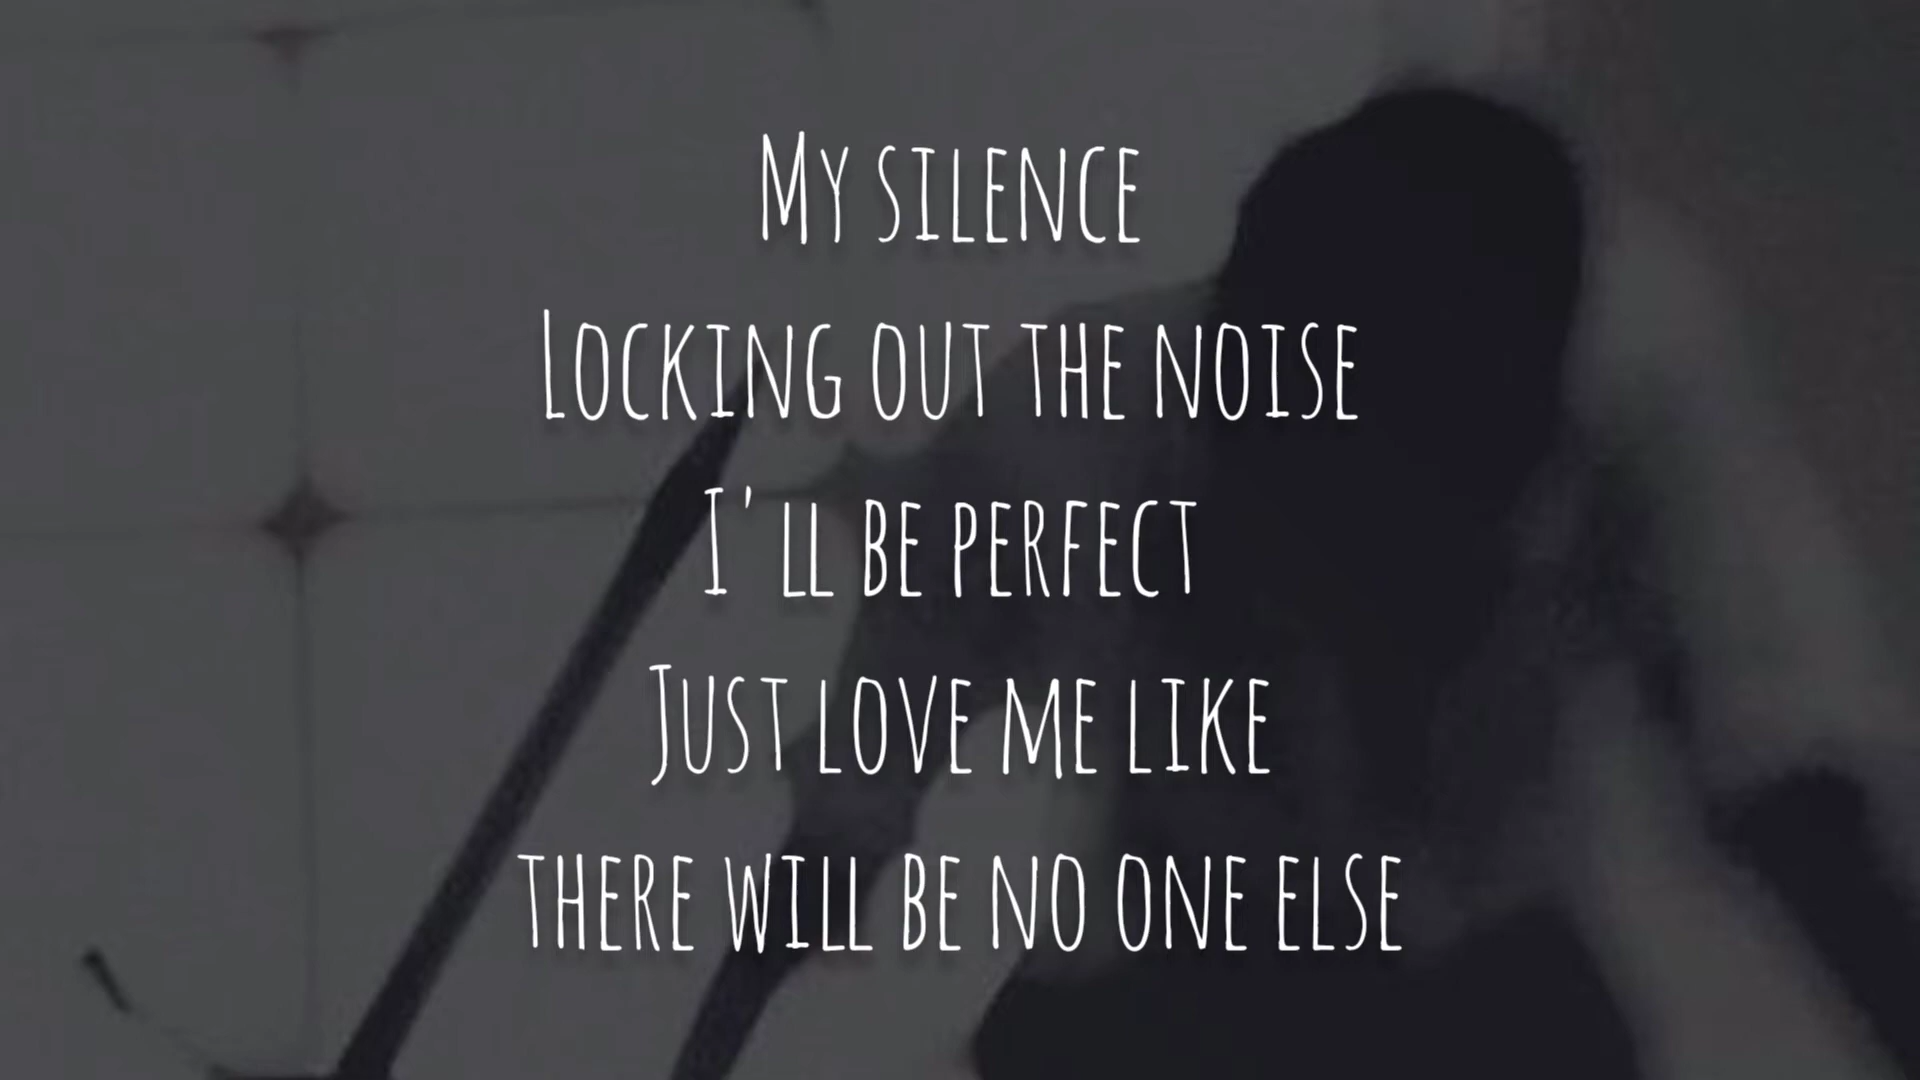 My silence
Locking out the noise
I'll be perfect
Just love me like
there will be no one else